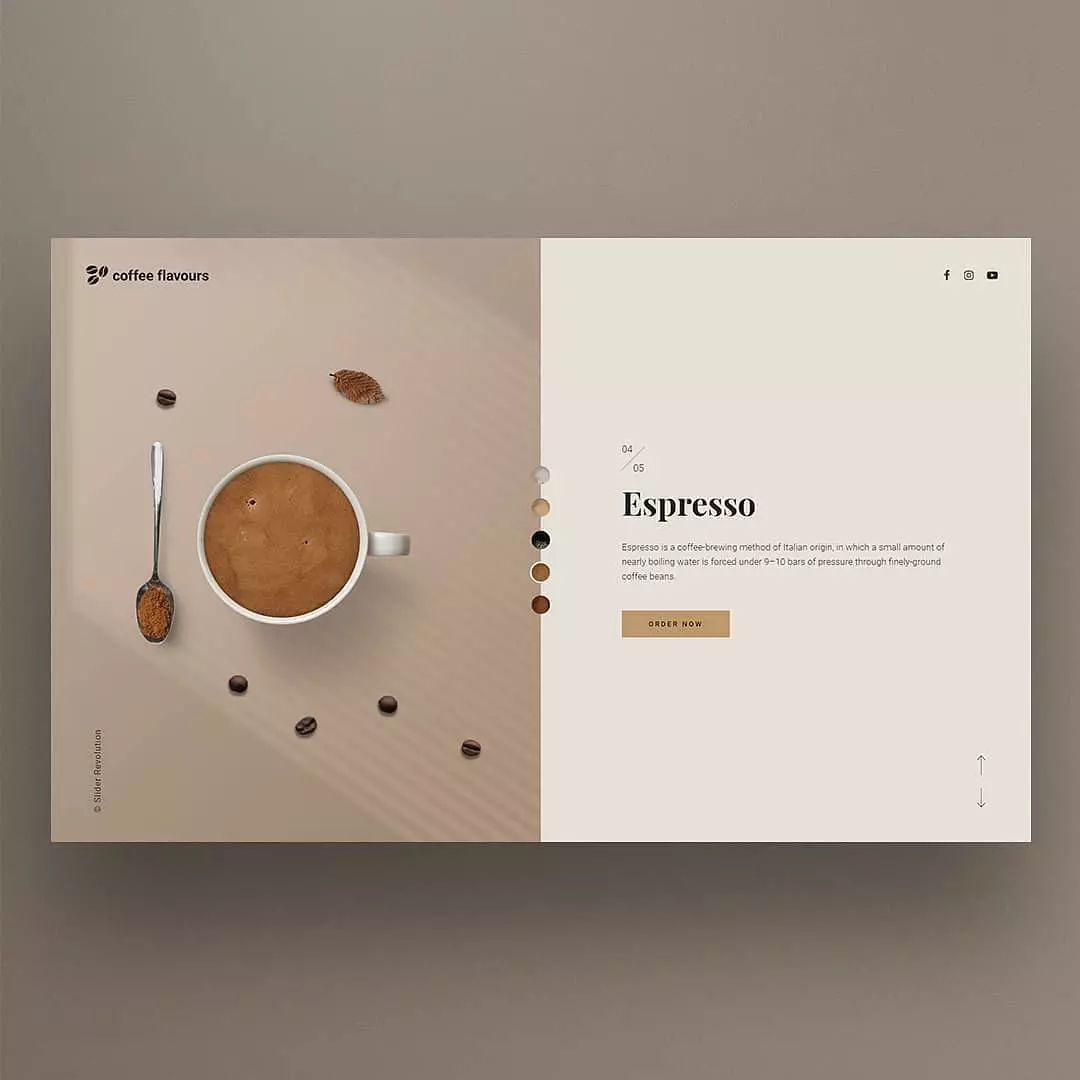 coffee flavours
04
05
Espresso
Espresso is a coffee-brewing method of Italian origin, in which a small amount of
nearly boiling water is forced under 9–10 bars of pressure through finely-ground
coffee beans.
ORDER NOW
© Slider Revolution